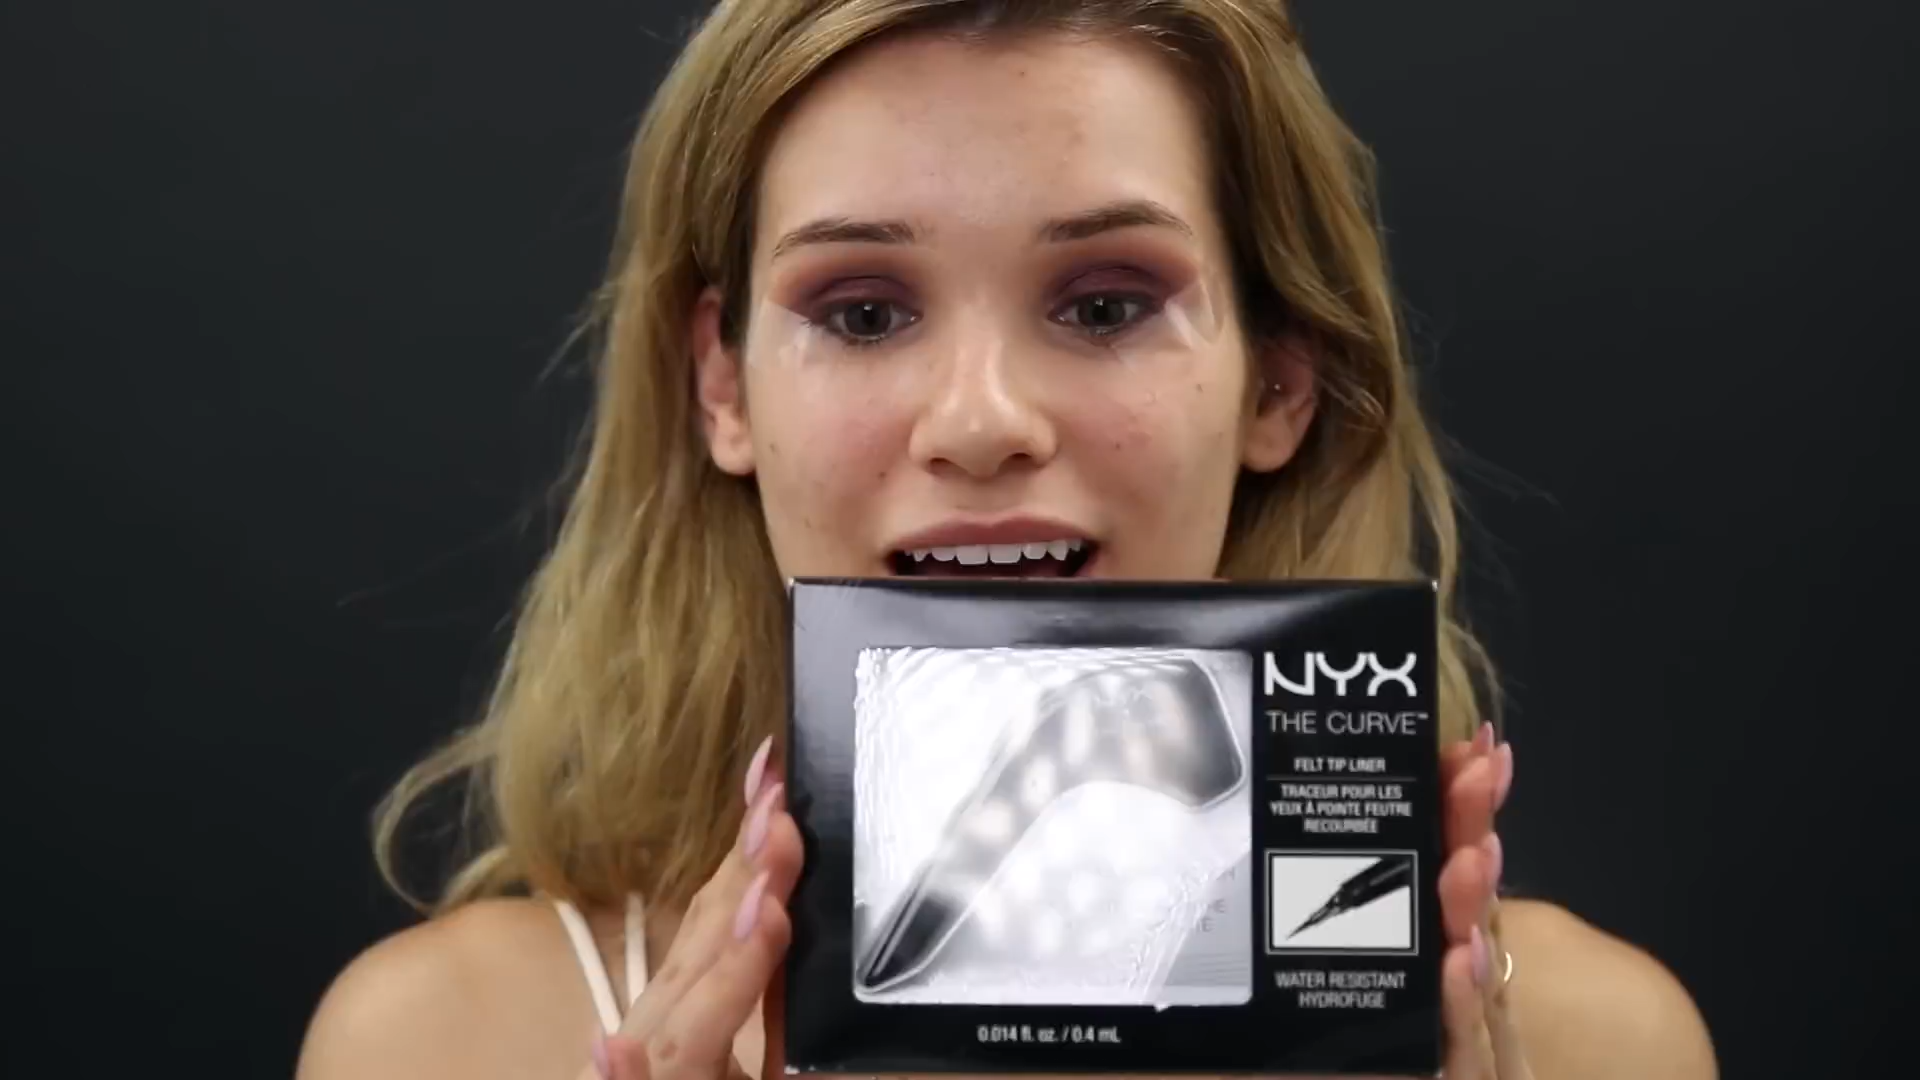 NYX
THE CURVE™
FELT TIP LINER
TRACEUR POUR LES
YEUX À POINTE FEUTRE
RECOURBÉE
WATER RESISTANT
HYDROFUGE
0.014 fl. oz. / 0.4 mL